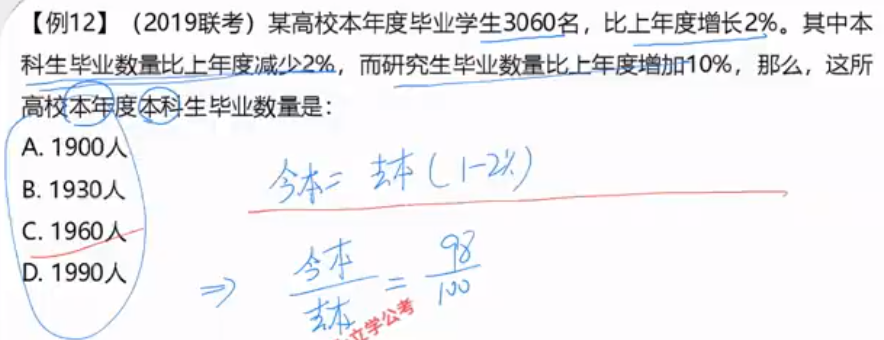 【例12】（2019联考）某高校本年度毕业学生3060名，比上年度增长2%。其中本
科生毕业数量比上年度减少2%，而研究生毕业数量比上年度增加10%，那么，这所
高校本年度本科生毕业数量是：
A. 1900人
B. 1930人
今本=去本(1-2%)
C. 1960人
D. 1990人
⇒ 今本/去本 = 98/100
立学公考